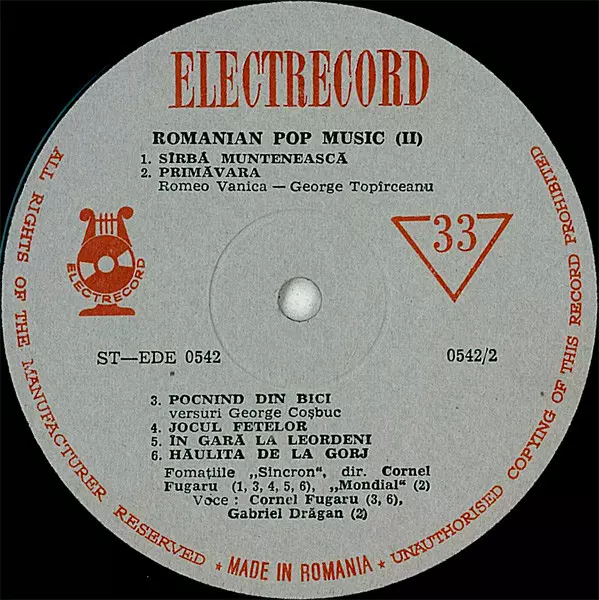 ELECTRECORD
ROMANIAN POP MUSIC (II)
1. SÎRBĂ MUNTENEASCĂ
2. PRIMĂVARA
Romeo Vanica — George Topîrceanu
ELECTRECORD
33
ST—EDE 0542
0542/2
3. POCNIND DIN BICI
versuri George Coşbuc
4. JOCUL FETELOR
5. ÎN GARĂ LA LEORDENI
6. HĂULITA DE LA GORJ
Fomaţiile „Sincron“, dir. Cornel
Fugaru (1, 3, 4, 5, 6), „Mondial“ (2)
Voce : Cornel Fugaru (3, 6),
Gabriel Drăgan (2)
ALL RIGHTS OF THE MANUFACTURER RESERVED * MADE IN ROMANIA * UNAUTHORISED COPYING OF THIS RECORD PROHIBITED